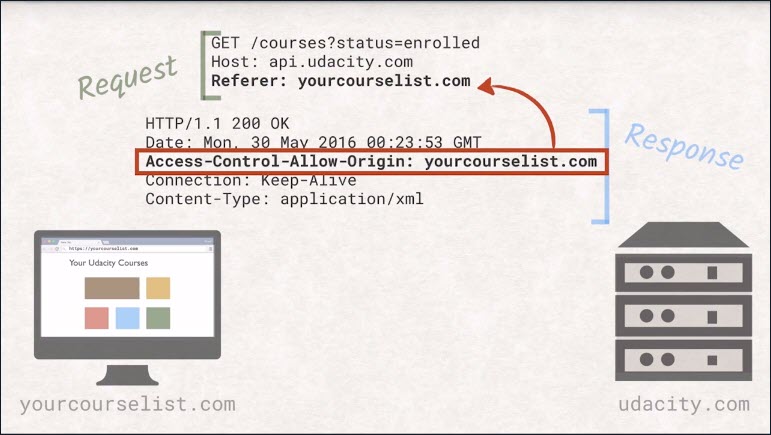 GET /courses?status=enrolled
Host: api.udacity.com
Referer: yourcourselist.com
Request
HTTP/1.1 200 OK
Date: Mon, 30 May 2016 00:23:53 GMT
Access-Control-Allow-Origin: yourcourselist.com
Connection: Keep-Alive
Content-Type: application/xml
Response
https://yourcourselist.com
Your Udacity Courses
yourcourselist.com
udacity.com